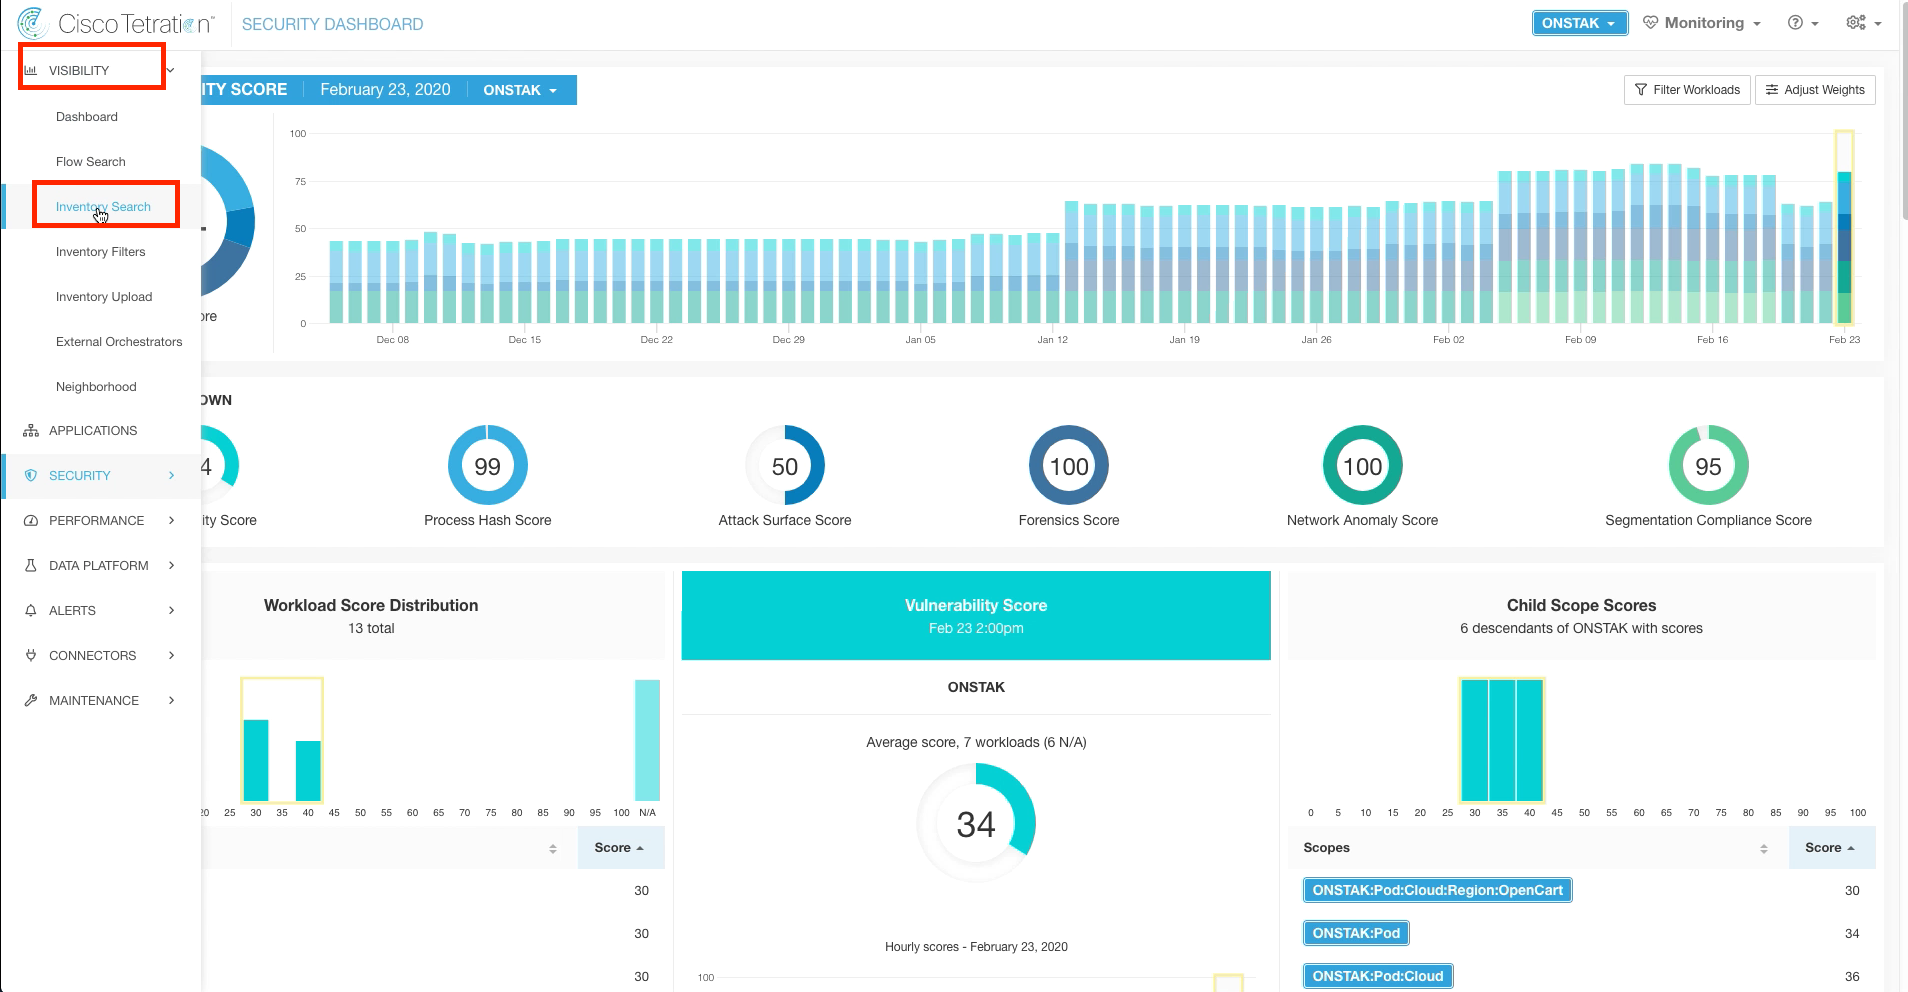 Cisco Tetration™
SECURITY DASHBOARD
ONSTAK
Monitoring
VISIBILITY
Dashboard
Flow Search
Inventory Search
Inventory Filters
Inventory Upload
External Orchestrators
Neighborhood
APPLICATIONS
SECURITY
PERFORMANCE
DATA PLATFORM
ALERTS
CONNECTORS
MAINTENANCE
ITY SCORE
February 23, 2020
ONSTAK
Filter Workloads
Adjust Weights
ore
100
75
50
25
0
Dec 08 Dec 15 Dec 22 Dec 29 Jan 05 Jan 12 Jan 19 Jan 26 Feb 02 Feb 09 Feb 16 Feb 23
OWN
4 99 50 100 100 95
ity Score Process Hash Score Attack Surface Score Forensics Score Network Anomaly Score Segmentation Compliance Score
Workload Score Distribution
13 total
20 25 30 35 40 45 50 55 60 65 70 75 80 85 90 95 100 N/A
Score
30
30
30
Vulnerability Score
Feb 23 2:00pm
ONSTAK
Average score, 7 workloads (6 N/A)
34
Hourly scores - February 23, 2020
100
Child Scope Scores
6 descendants of ONSTAK with scores
0 5 10 15 20 25 30 35 40 45 50 55 60 65 70 75 80 85 90 95 100
Scopes Score
ONSTAK:Pod:Cloud:Region:OpenCart 30
ONSTAK:Pod 34
ONSTAK:Pod:Cloud 36